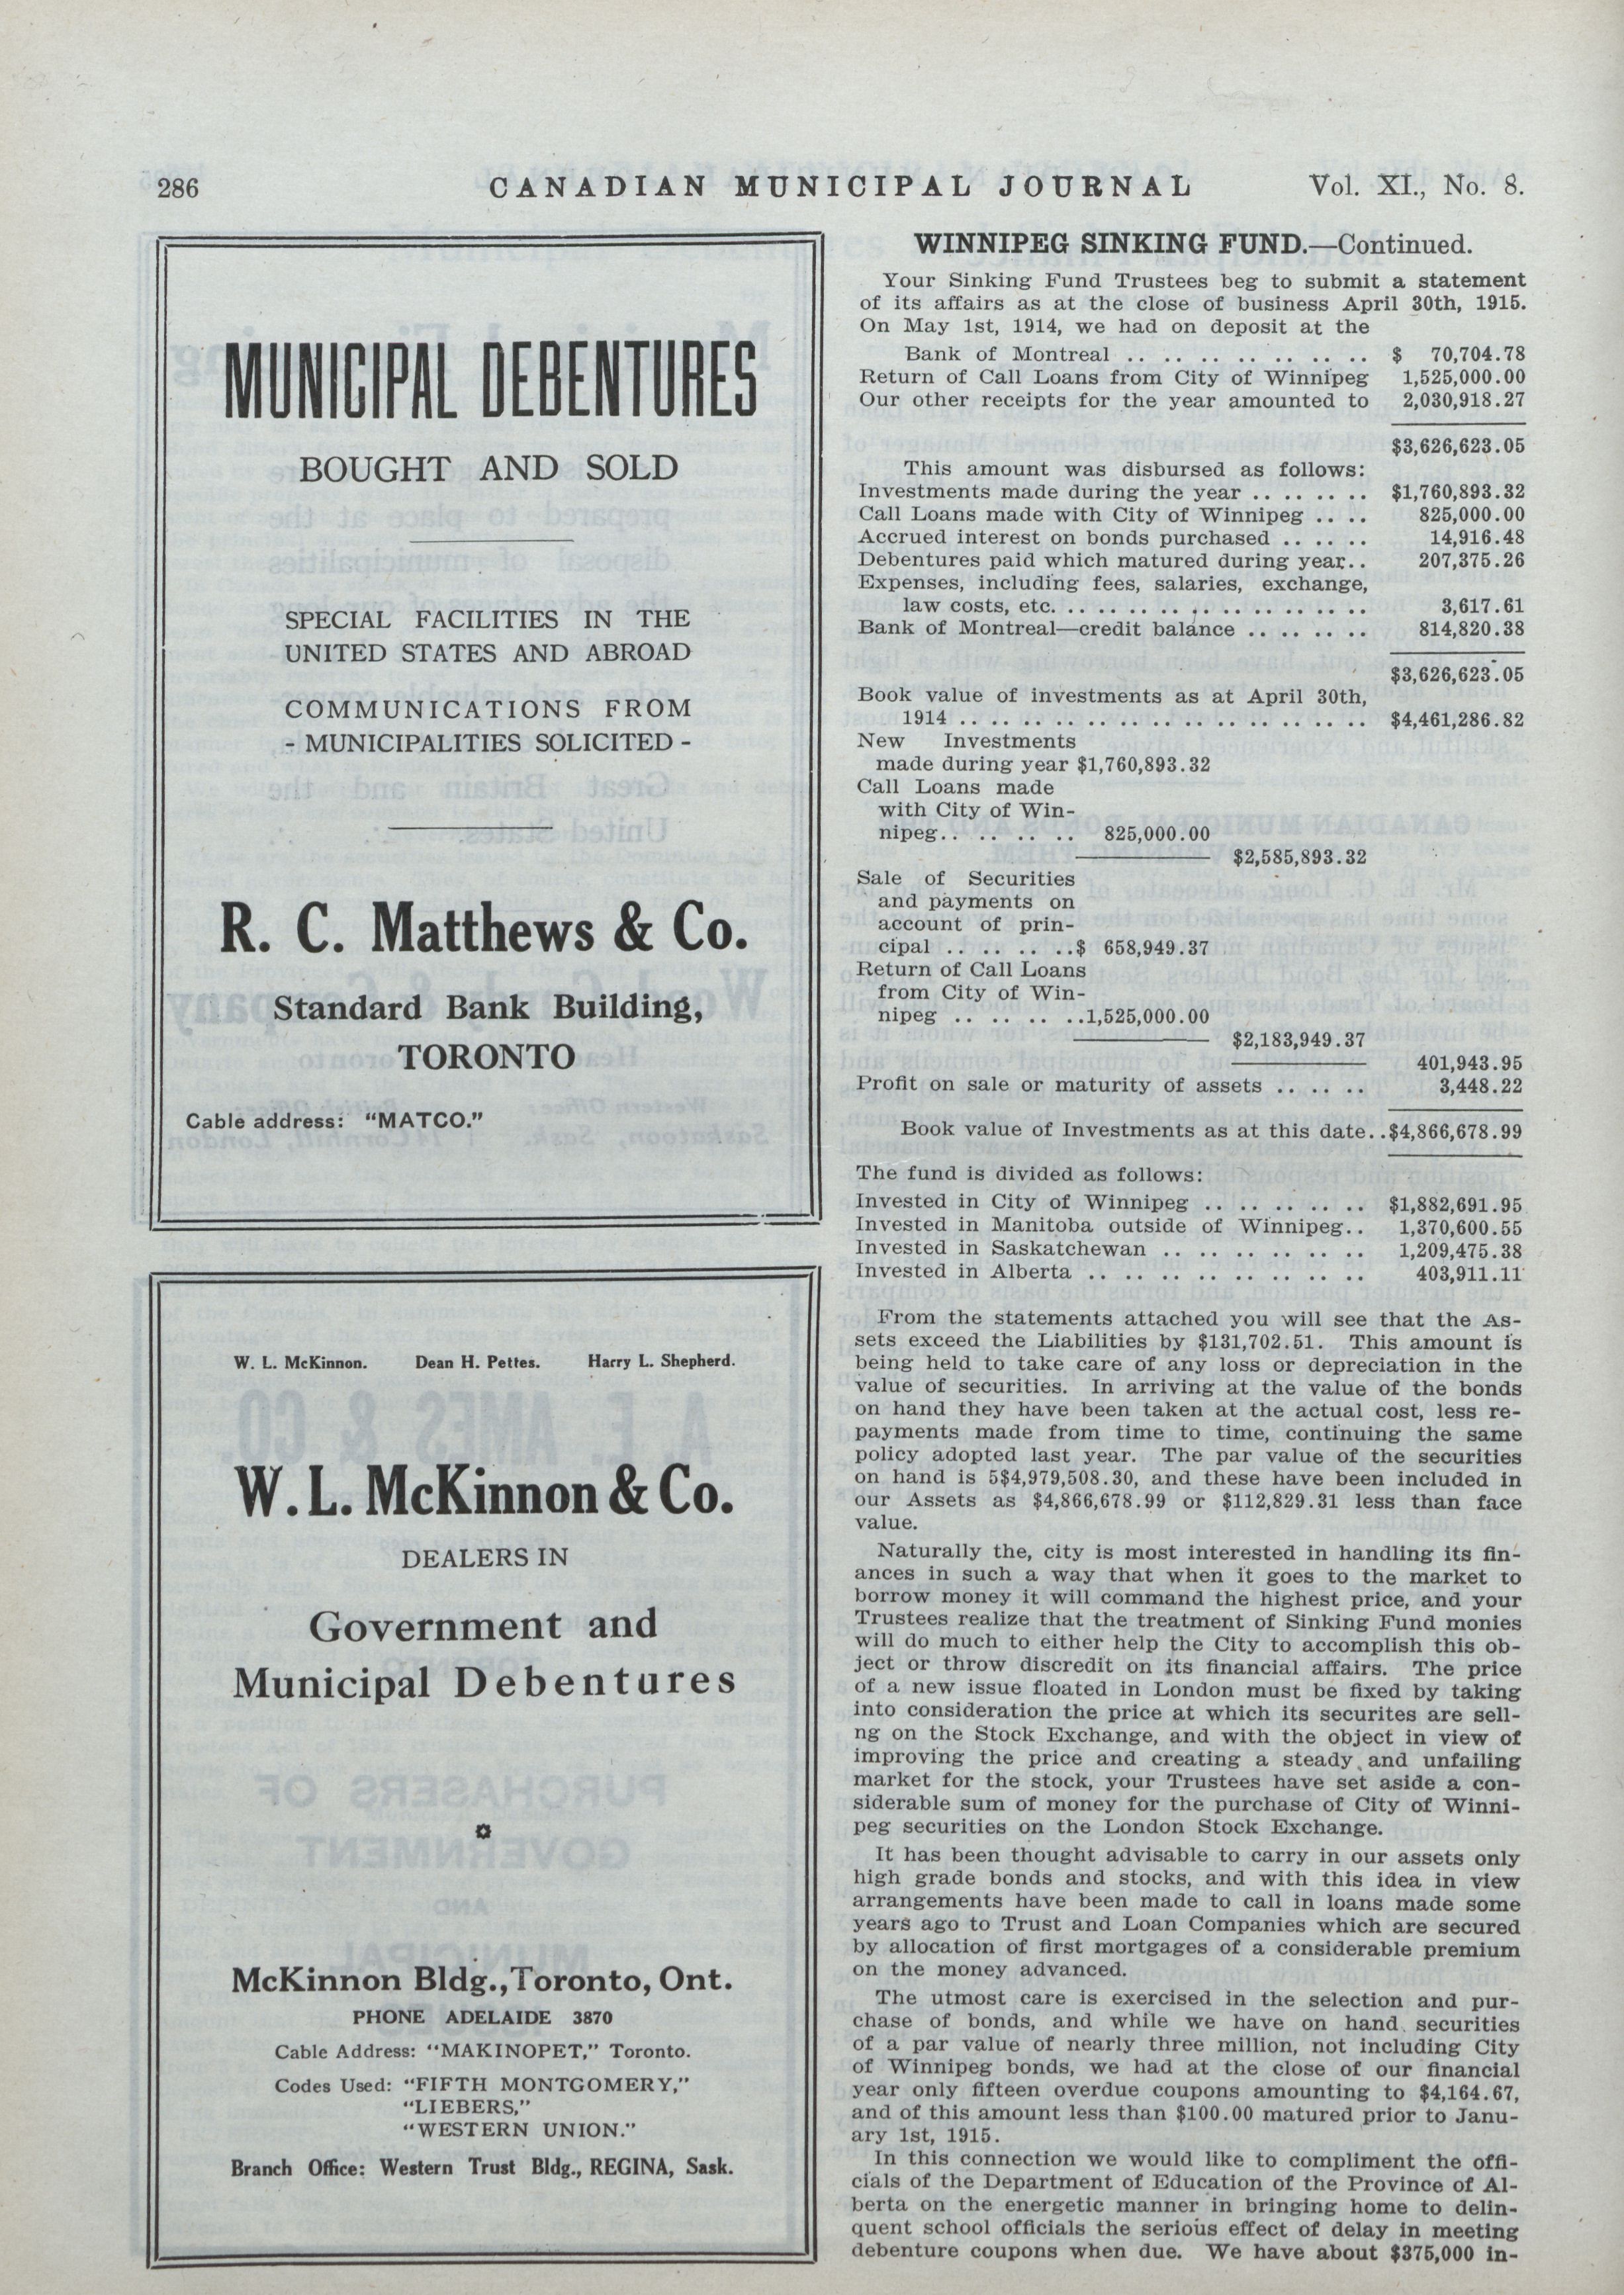 286
CANADIAN MUNICIPAL JOURNAL
Vol. XI., No. 8.
MUNICIPAL DEBENTURES
BOUGHT AND SOLD
SPECIAL FACILITIES IN THE
UNITED STATES AND ABROAD
COMMUNICATIONS FROM
- MUNICIPALITIES SOLICITED -
R. C. Matthews & Co.
Standard Bank Building,
TORONTO
Cable address: "MATCO."
W. L. McKinnon. Dean H. Pettes. Harry L. Shepherd.
W. L. McKinnon & Co.
DEALERS IN
Government and
Municipal Debentures
McKinnon Bldg., Toronto, Ont.
PHONE ADELAIDE 3870
Cable Address: "MAKINOPET," Toronto.
Codes Used: "FIFTH MONTGOMERY,"
"LIEBERS,"
"WESTERN UNION."
Branch Office: Western Trust Bldg., REGINA, Sask.
WINNIPEG SINKING FUND.—Continued.
Your Sinking Fund Trustees beg to submit a statement
of its affairs as at the close of business April 30th, 1915.
On May 1st, 1914, we had on deposit at the
Bank of Montreal .. .. .. .. .. .. .. .. $ 70,704.78
Return of Call Loans from City of Winnipeg 1,525,000.00
Our other receipts for the year amounted to 2,030,918.27
$3,626,623.05
This amount was disbursed as follows:
Investments made during the year .. .. .. .. $1,760,893.32
Call Loans made with City of Winnipeg .. .. 825,000.00
Accrued interest on bonds purchased .. .. .. 14,916.48
Debentures paid which matured during year.. 207,375.26
Expenses, including fees, salaries, exchange,
law costs, etc. .. .. .. .. .. .. .. .. .. .. 3,617.61
Bank of Montreal—credit balance .. .. .. .. 814,820.38
$3,626,623.05
Book value of investments as at April 30th,
1914 .. .. .. .. .. .. .. .. .. .. .. .. .. $4,461,286.82
New Investments
made during year $1,760,893.32
Call Loans made
with City of Win-
nipeg.. .. .. .. .. 825,000.00
$2,585,893.32
Sale of Securities
and payments on
account of prin-
cipal .. .. .. .. ..$ 658,949.37
Return of Call Loans
from City of Win-
nipeg .. .. .. .. ..1,525,000.00
$2,183,949.37
401,943.95
Profit on sale or maturity of assets .. .. .. 3,448.22
Book value of Investments as at this date..$4,866,678.99
The fund is divided as follows:
Invested in City of Winnipeg .. .. .. .. .. $1,882,691.95
Invested in Manitoba outside of Winnipeg.. 1,370,600.55
Invested in Saskatchewan .. .. .. .. .. .. .. 1,209,475.38
Invested in Alberta .. .. .. .. .. .. .. .. .. 403,911.11
From the statements attached you will see that the As-
sets exceed the Liabilities by $131,702.51. This amount is
being held to take care of any loss or depreciation in the
value of securities. In arriving at the value of the bonds
on hand they have been taken at the actual cost, less re-
payments made from time to time, continuing the same
policy adopted last year. The par value of the securities
on hand is 5$4,979,508.30, and these have been included in
our Assets as $4,866,678.99 or $112,829.31 less than face
value.
Naturally the, city is most interested in handling its fin-
ances in such a way that when it goes to the market to
borrow money it will command the highest price, and your
Trustees realize that the treatment of Sinking Fund monies
will do much to either help the City to accomplish this ob-
ject or throw discredit on its financial affairs. The price
of a new issue floated in London must be fixed by taking
into consideration the price at which its securites are sell-
ng on the Stock Exchange, and with the object in view of
improving the price and creating a steady and unfailing
market for the stock, your Trustees have set aside a con-
siderable sum of money for the purchase of City of Winni-
peg securities on the London Stock Exchange.
It has been thought advisable to carry in our assets only
high grade bonds and stocks, and with this idea in view
arrangements have been made to call in loans made some
years ago to Trust and Loan Companies which are secured
by allocation of first mortgages of a considerable premium
on the money advanced.
The utmost care is exercised in the selection and pur-
chase of bonds, and while we have on hand securities
of a par value of nearly three million, not including City
of Winnipeg bonds, we had at the close of our financial
year only fifteen overdue coupons amounting to $4,164.67,
and of this amount less than $100.00 matured prior to Janu-
ary 1st, 1915.
In this connection we would like to compliment the offi-
cials of the Department of Education of the Province of Al-
berta on the energetic manner in bringing home to delin-
quent school officials the serious effect of delay in meeting
debenture coupons when due. We have about $375,000 in-